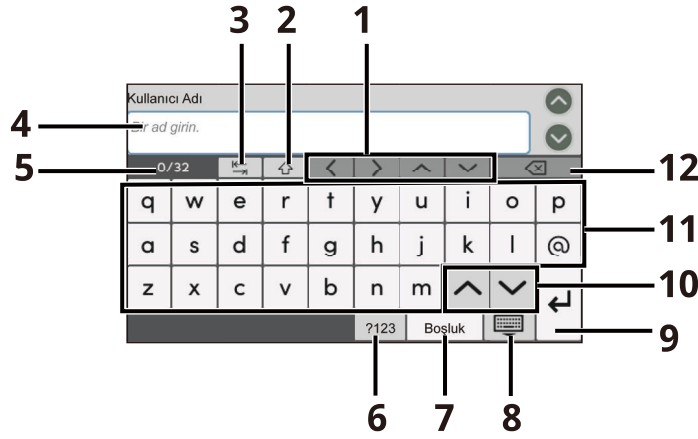 3 2 1
Kullanıcı Adı
4 Bir ad girin.
5 0/32 12
q w e r t y u i o p
11
a s d f g h j k l @
z x c v b n m 10
?123 Boşluk 9
6 7 8